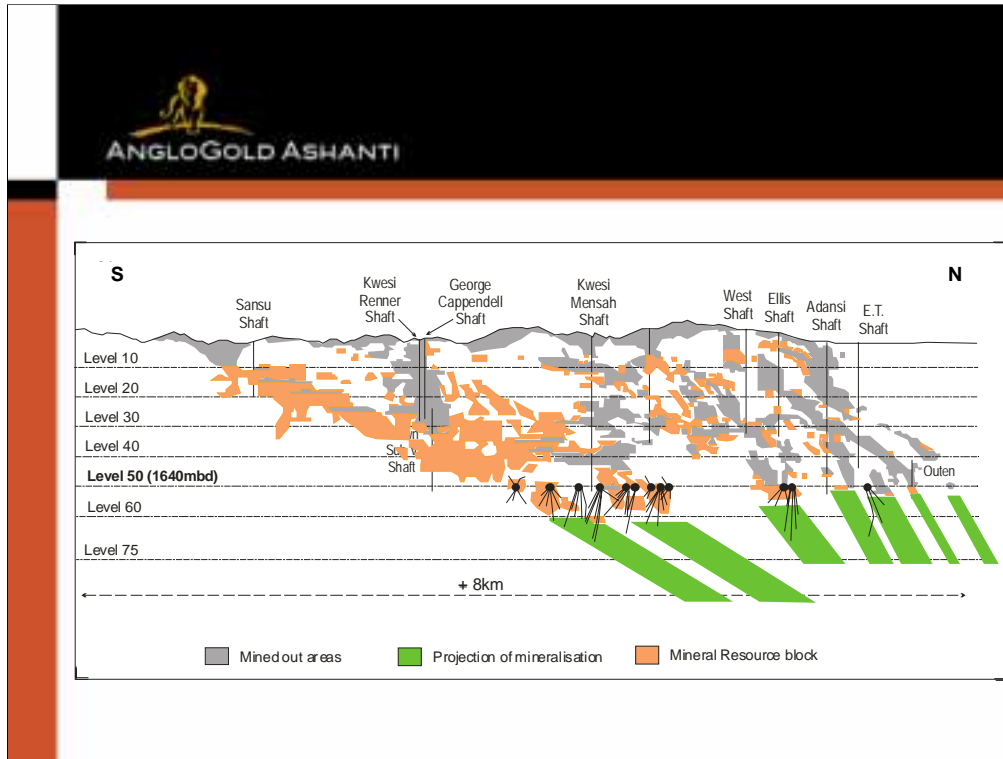 ANGLOGOLD ASHANTI
S
N
Sansu
Shaft
Kwesi
Renner
Shaft
George
Cappendell
Shaft
Kwesi
Mensah
Shaft
West
Shaft
Ellis
Shaft
Adansi
Shaft
E.T.
Shaft
Level 10
Level 20
Level 30
Level 40
Shaft
Level 50 (1640mbd)
Outen
Level 60
Level 75
+ 8km
Mined out areas
Projection of mineralisation
Mineral Resource block